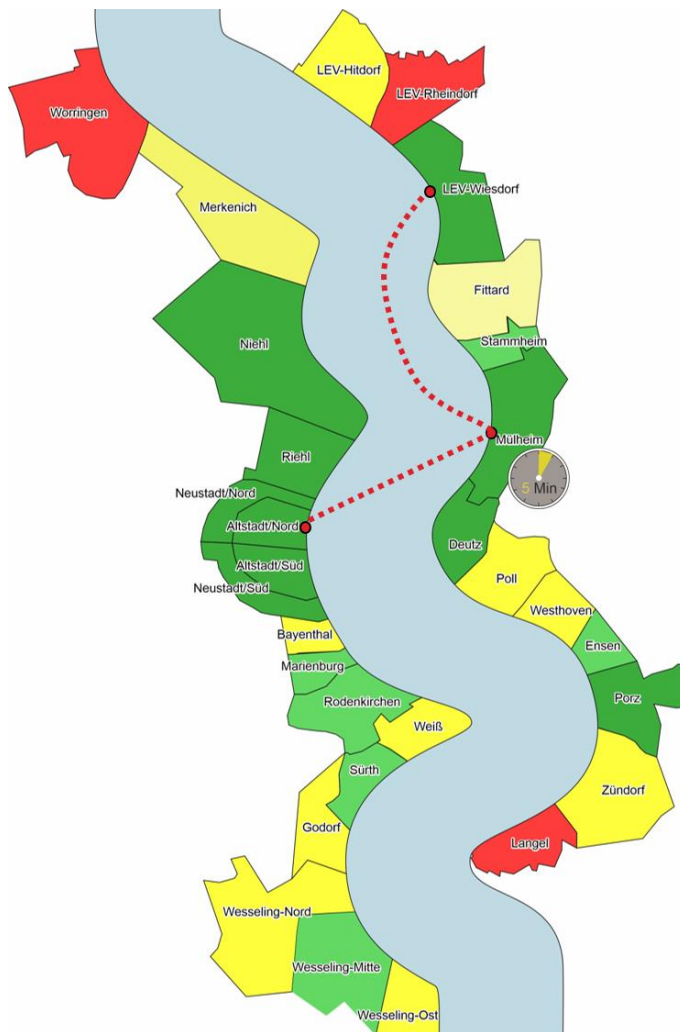 LEV-Hitdorf
LEV-Rheindorf
Worringen
LEV-Wiesdorf
Merkenich
Fittard
Niehl
Stammheim
Mülheim
Riehl
5 Min
Neustadt/Nord
Altstadt/Nord
Deutz
Altstadt/Süd
Poll
Neustadt/Süd
Westhoven
Bayenthal
Ensen
Marienburg
Porz
Rodenkirchen
Weiß
Sürth
Zündorf
Godorf
Langel
Wesseling-Nord
Wesseling-Mitte
Wesseling-Ost